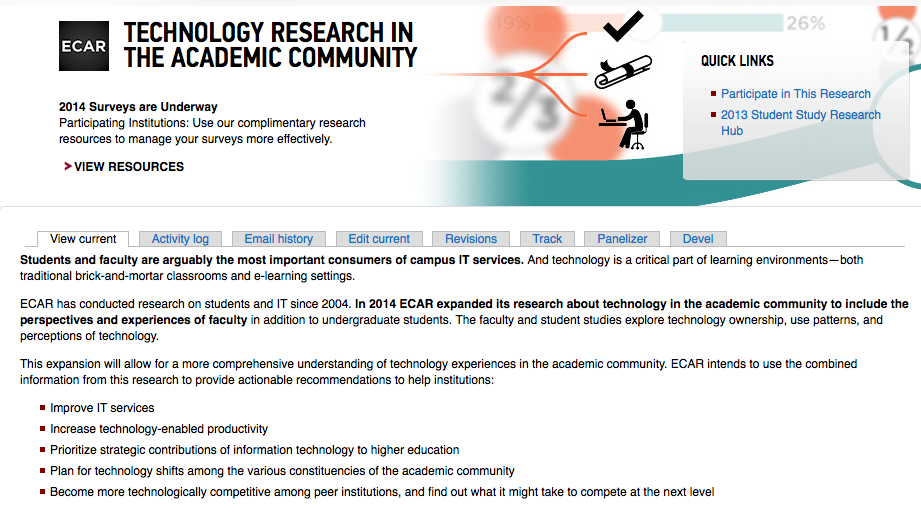 ECAR
TECHNOLOGY RESEARCH IN
THE ACADEMIC COMMUNITY
2014 Surveys are Underway
Participating Institutions: Use our complimentary research
resources to manage your surveys more effectively.
>VIEW RESOURCES
19%
26%
2/3
1/2
QUICK LINKS
Participate in This Research
2013 Student Study Research
Hub
View current Activity log Email history Edit current Revisions Track Panelizer Devel
Students and faculty are arguably the most important consumers of campus IT services. And technology is a critical part of learning environments—both
traditional brick-and-mortar classrooms and e-learning settings.
ECAR has conducted research on students and IT since 2004. In 2014 ECAR expanded its research about technology in the academic community to include the
perspectives and experiences of faculty in addition to undergraduate students. The faculty and student studies explore technology ownership, use patterns, and
perceptions of technology.
This expansion will allow for a more comprehensive understanding of technology experiences in the academic community. ECAR intends to use the combined
information from this research to provide actionable recommendations to help institutions:
Improve IT services
Increase technology-enabled productivity
Prioritize strategic contributions of information technology to higher education
Plan for technology shifts among the various constituencies of the academic community
Become more technologically competitive among peer institutions, and find out what it might take to compete at the next level